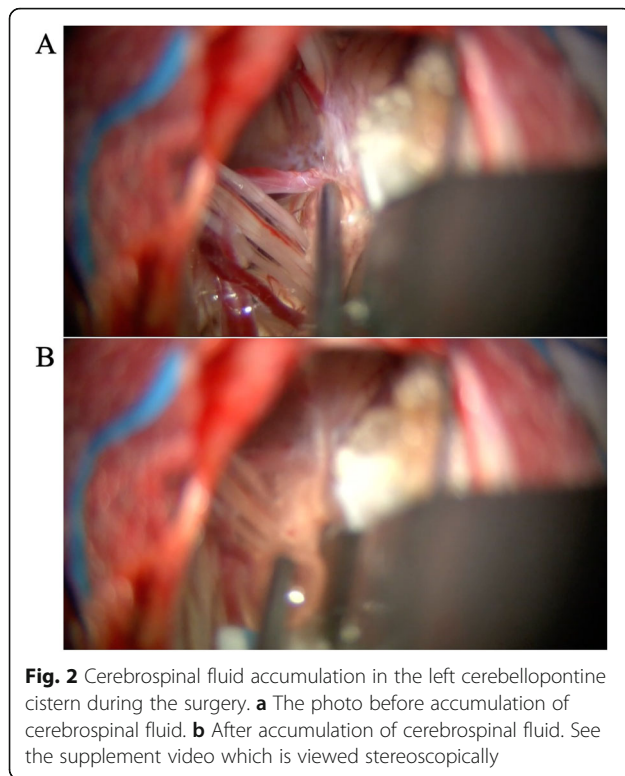 A
B
Fig. 2 Cerebrospinal fluid accumulation in the left cerebellopontine
cistern during the surgery. a The photo before accumulation of
cerebrospinal fluid. b After accumulation of cerebrospinal fluid. See
the supplement video which is viewed stereoscopically